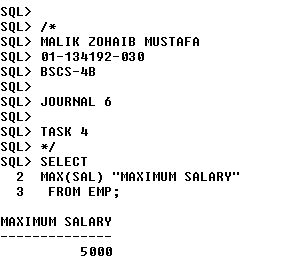 SQL>
SQL> /*
SQL> MALIK ZOHAIB MUSTAFA
SQL> 01-134192-030
SQL> BSCS-4B
SQL>
SQL> JOURNAL 6
SQL>
SQL> TASK 4
SQL> */
SQL> SELECT
  2  MAX(SAL) "MAXIMUM SALARY"
  3   FROM EMP;
MAXIMUM SALARY
--------------
          5000